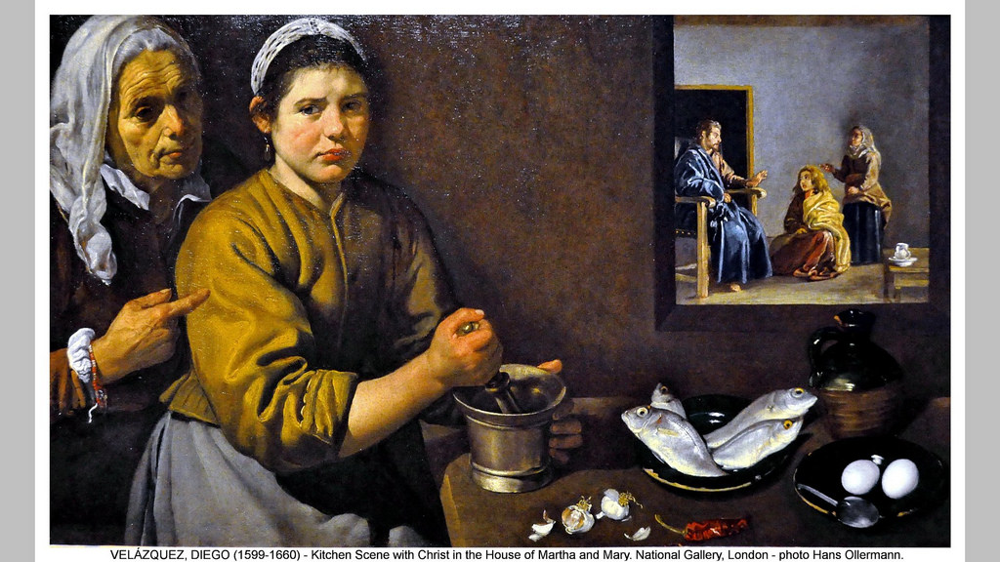 VELÁZQUEZ, DIEGO (1599-1660) - Kitchen Scene with Christ in the House of Martha and Mary. National Gallery, London - photo Hans Ollermann.